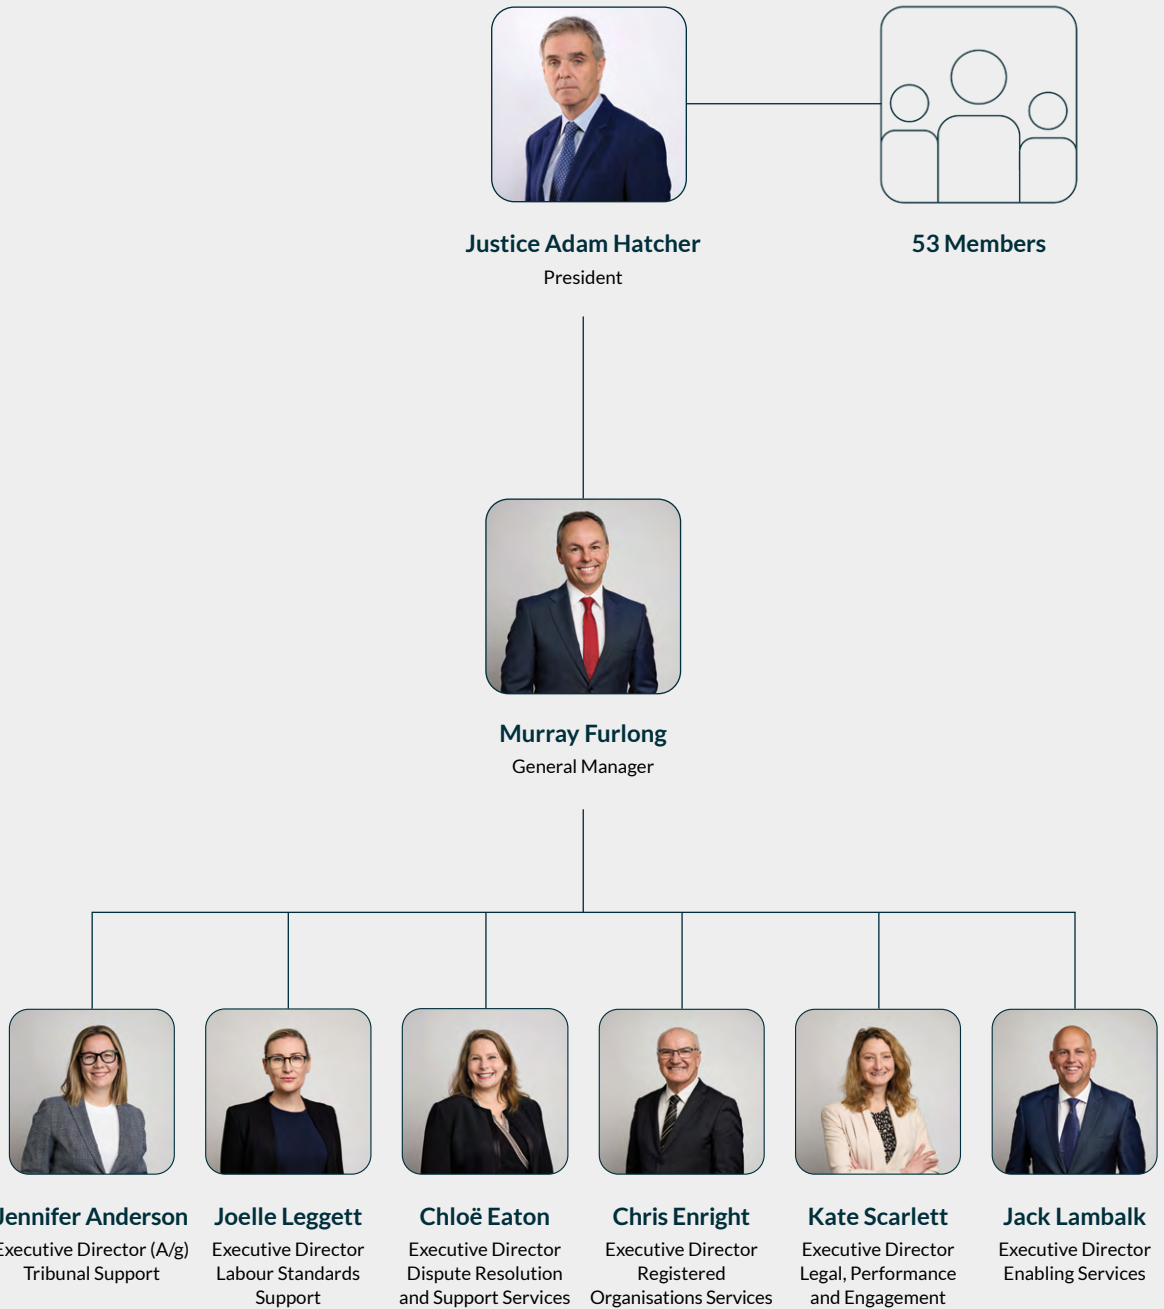 Justice Adam Hatcher
President
53 Members
Murray Furlong
General Manager
Jennifer Anderson
Executive Director (A/g)
Tribunal Support
Joelle Leggett
Executive Director
Labour Standards
Support
Chloë Eaton
Executive Director
Dispute Resolution
and Support Services
Chris Enright
Executive Director
Registered
Organisations Services
Kate Scarlett
Executive Director
Legal, Performance
and Engagement
Jack Lambalk
Executive Director
Enabling Services